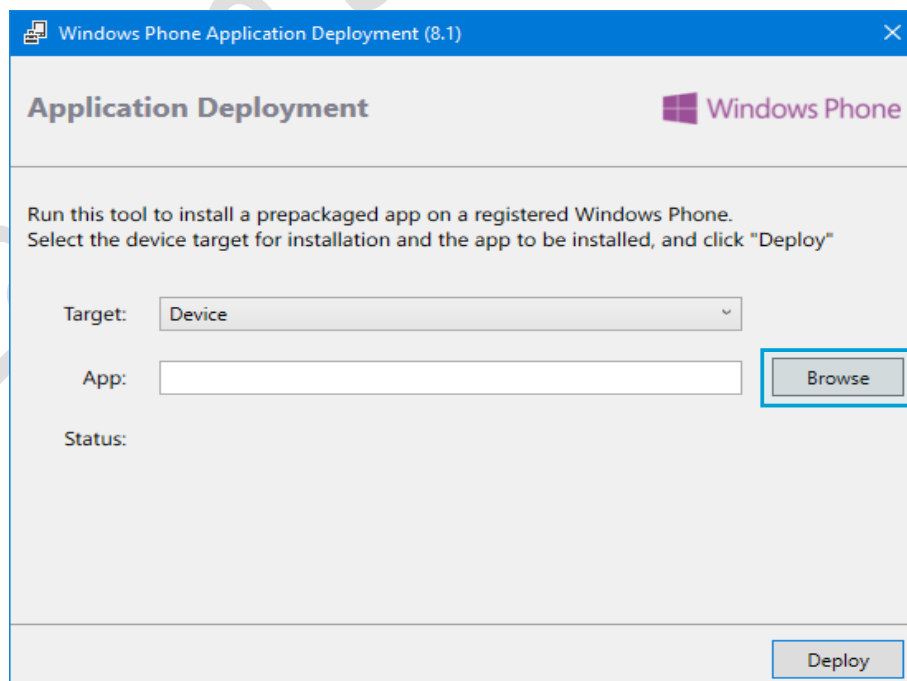 Windows Phone Application Deployment (8.1)
Application Deployment
Windows Phone
Run this tool to install a prepackaged app on a registered Windows Phone.
Select the device target for installation and the app to be installed, and click "Deploy"
Target:
Device
App:
Browse
Status:
Deploy